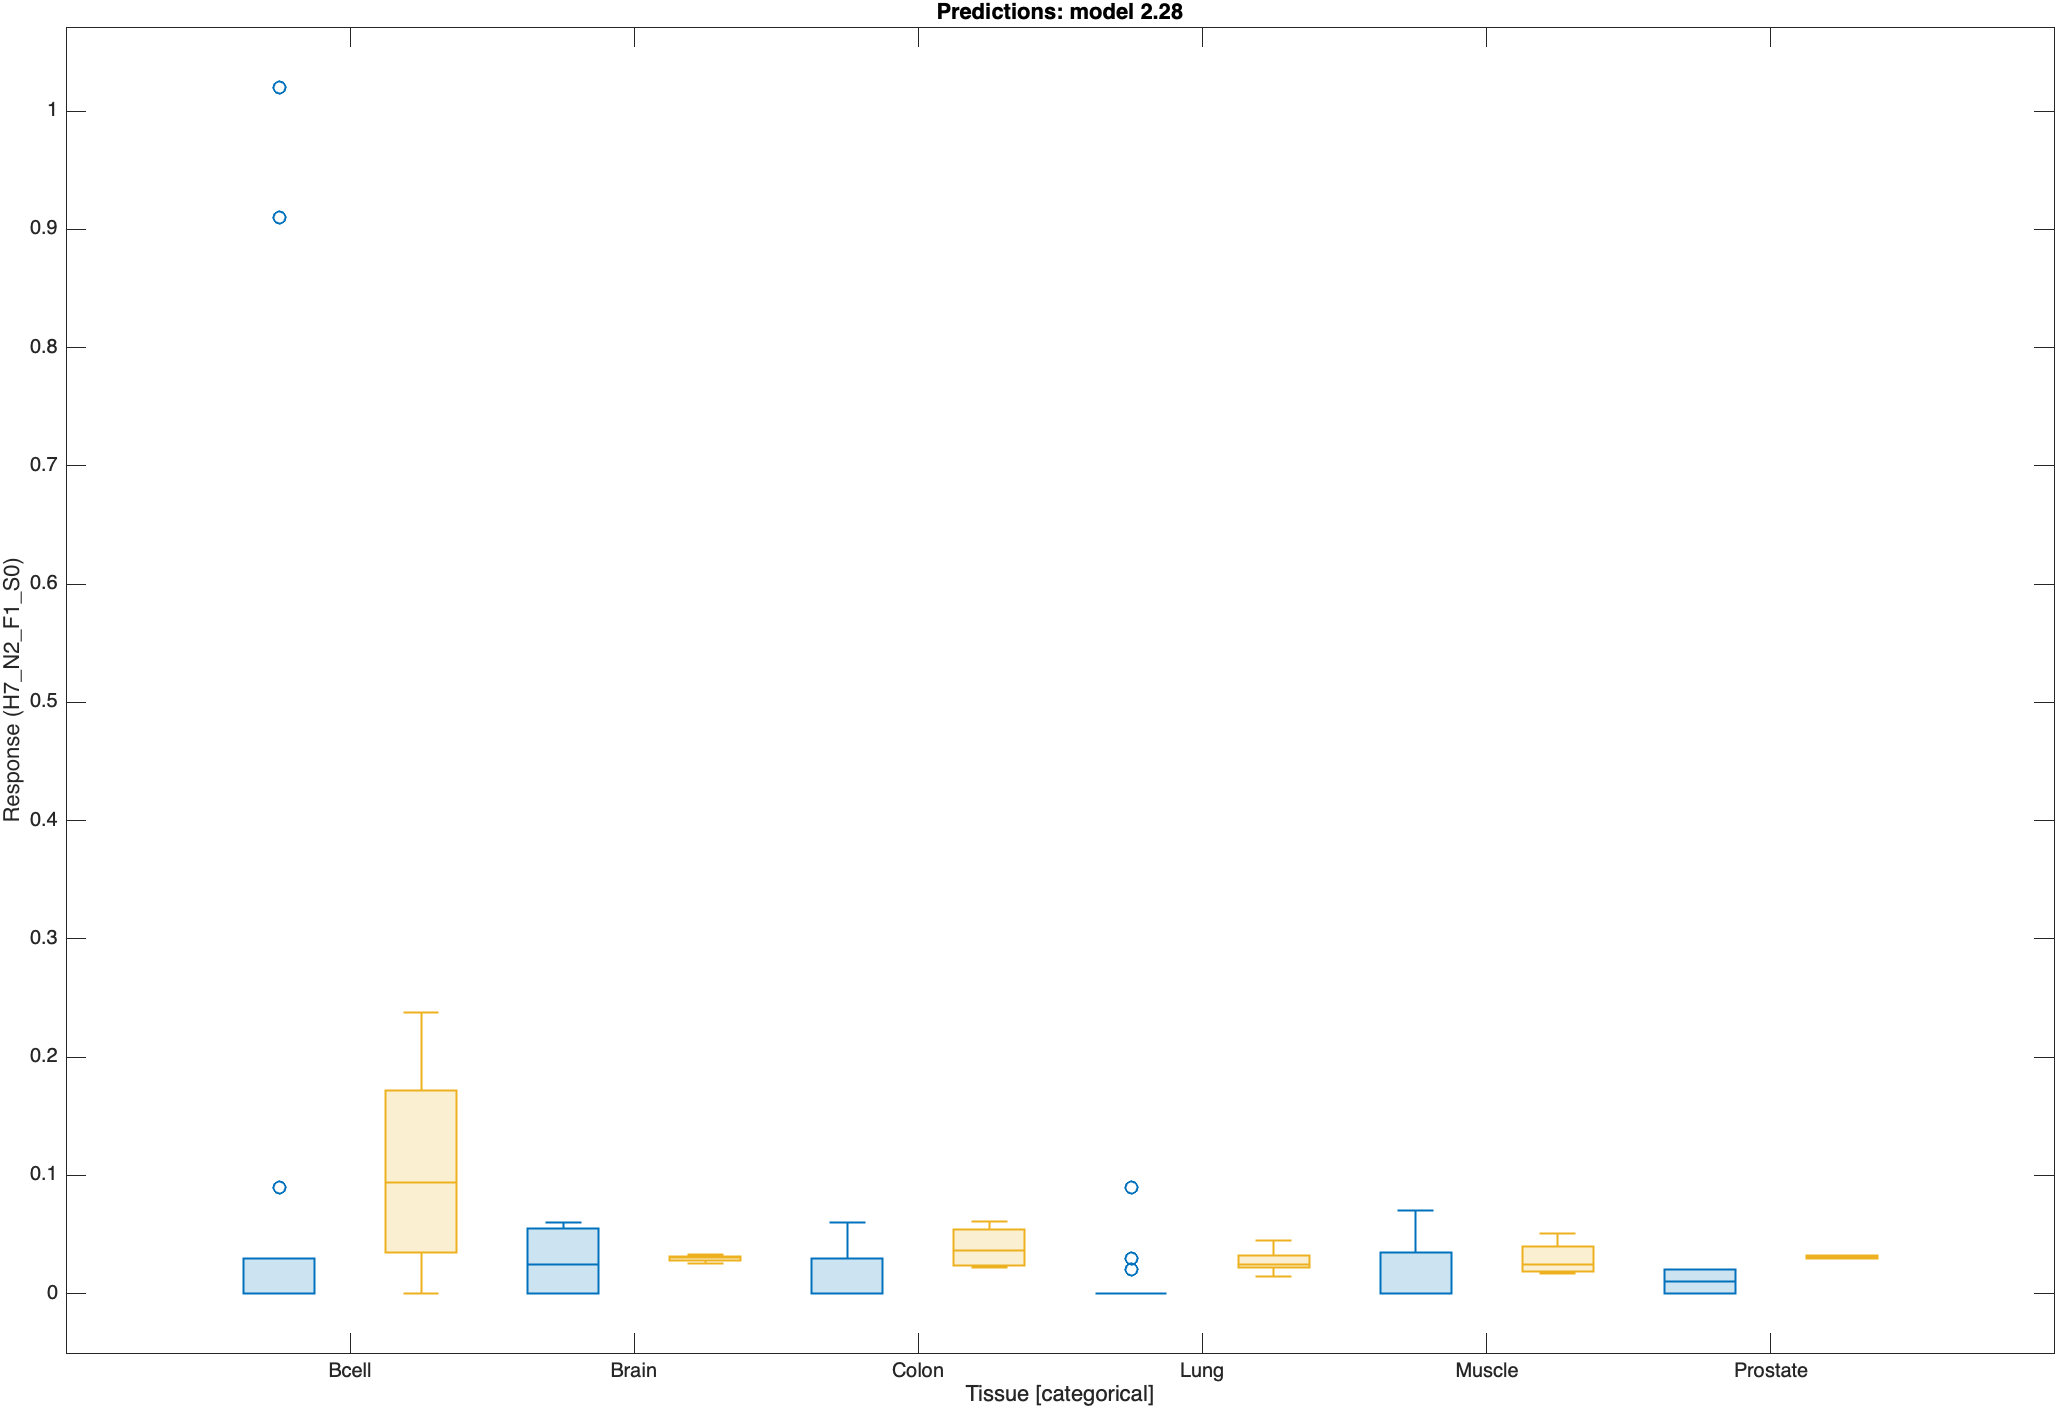 Predictions: model 2.28
1
0.9
0.8
0.7
0.6
0.5
0.4
0.3
0.2
0.1
0
Response (H7_N2_F1_S0)
Bcell Brain Colon Lung Muscle Prostate
Tissue [categorical]